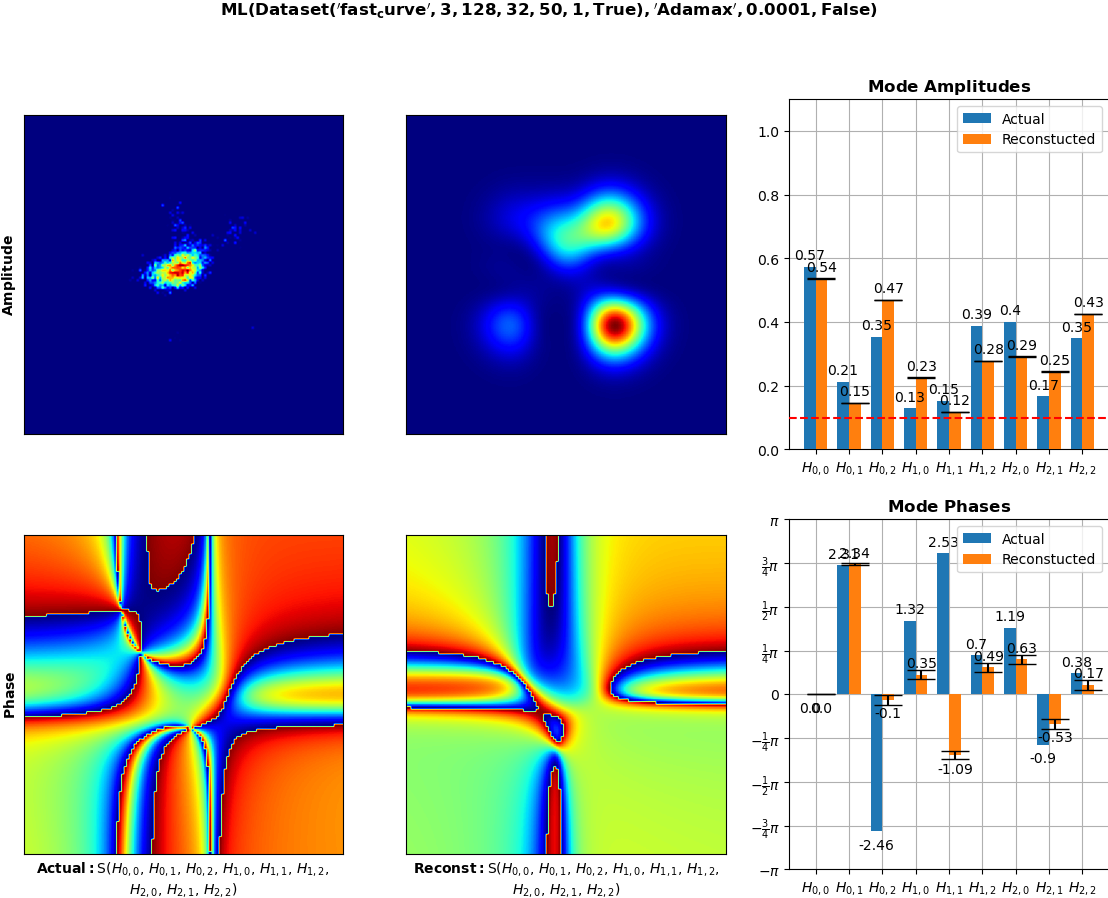 ML(Dataset(′fast_curve′, 3, 128, 32, 50, 1, True), ′Adamax′, 0.0001, False)
Amplitude
Mode Amplitudes
Actual
Reconstucted
1.0
0.8
0.6
0.4
0.2
0.0
0.57
0.54
0.21
0.15
0.35
0.47
0.13
0.23
0.15
0.12
0.39
0.28
0.4
0.29
0.17
0.25
0.35
0.43
H0,0 H0,1 H0,2 H1,0 H1,1 H1,2 H2,0 H2,1 H2,2
Phase
Actual: S(H0,0, H0,1, H0,2, H1,0, H1,1, H1,2,
H2,0, H2,1, H2,2)
Reconst: S(H0,0, H0,1, H0,2, H1,0, H1,1, H1,2,
H2,0, H2,1, H2,2)
Mode Phases
Actual
Reconstucted
π
3/4π
1/2π
1/4π
0
−1/4π
−1/2π
−3/4π
−π
0.0
0.0
2.31
2.34
-2.46
-0.1
1.32
0.35
2.53
-1.09
0.7
0.49
1.19
0.63
-0.9
-0.53
0.38
0.17
H0,0 H0,1 H0,2 H1,0 H1,1 H1,2 H2,0 H2,1 H2,2